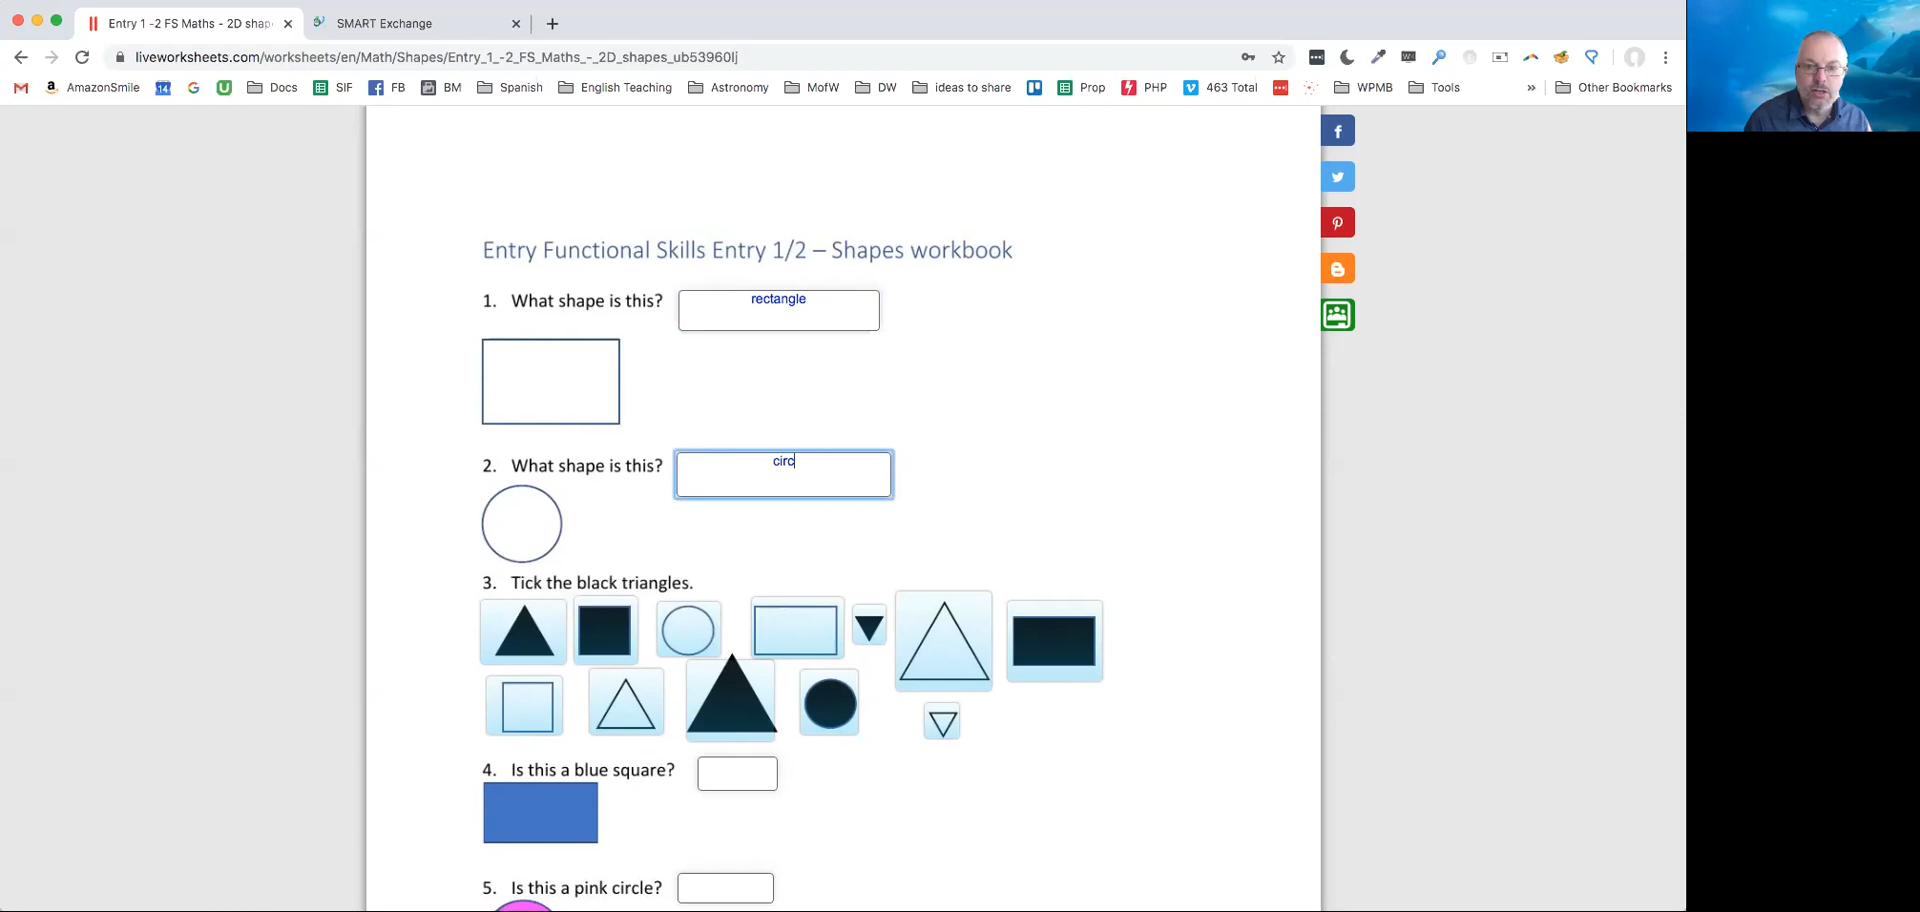 Entry 1 -2 FS Maths - 2D shap
SMART Exchange
liveworksheets.com/worksheets/en/Math/Shapes/Entry_1_-2_FS_Maths_-_2D_shapes_ub53960lj
AmazonSmile
14
Docs
SIF
FB
BM
Spanish
English Teaching
Astronomy
MofW
DW
ideas to share
Prop
PHP
463 Total
WPMB
Tools
»
Other Bookmarks
Entry Functional Skills Entry 1/2 – Shapes workbook
1. What shape is this?
rectangle
2. What shape is this?
circ
3. Tick the black triangles.
4. Is this a blue square?
5. Is this a pink circle?